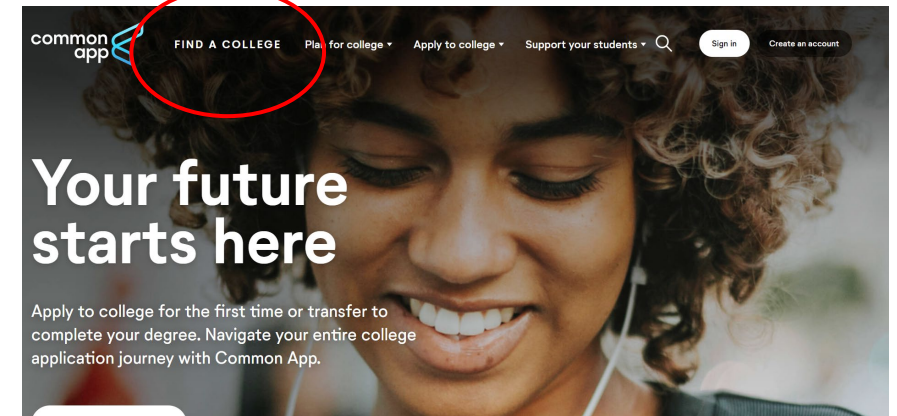 common
app
FIND A COLLEGE
Plan for college
Apply to college
Support your students
Sign in
Create an account
Your future
starts here
Apply to college for the first time or transfer to
complete your degree. Navigate your entire college
application journey with Common App.